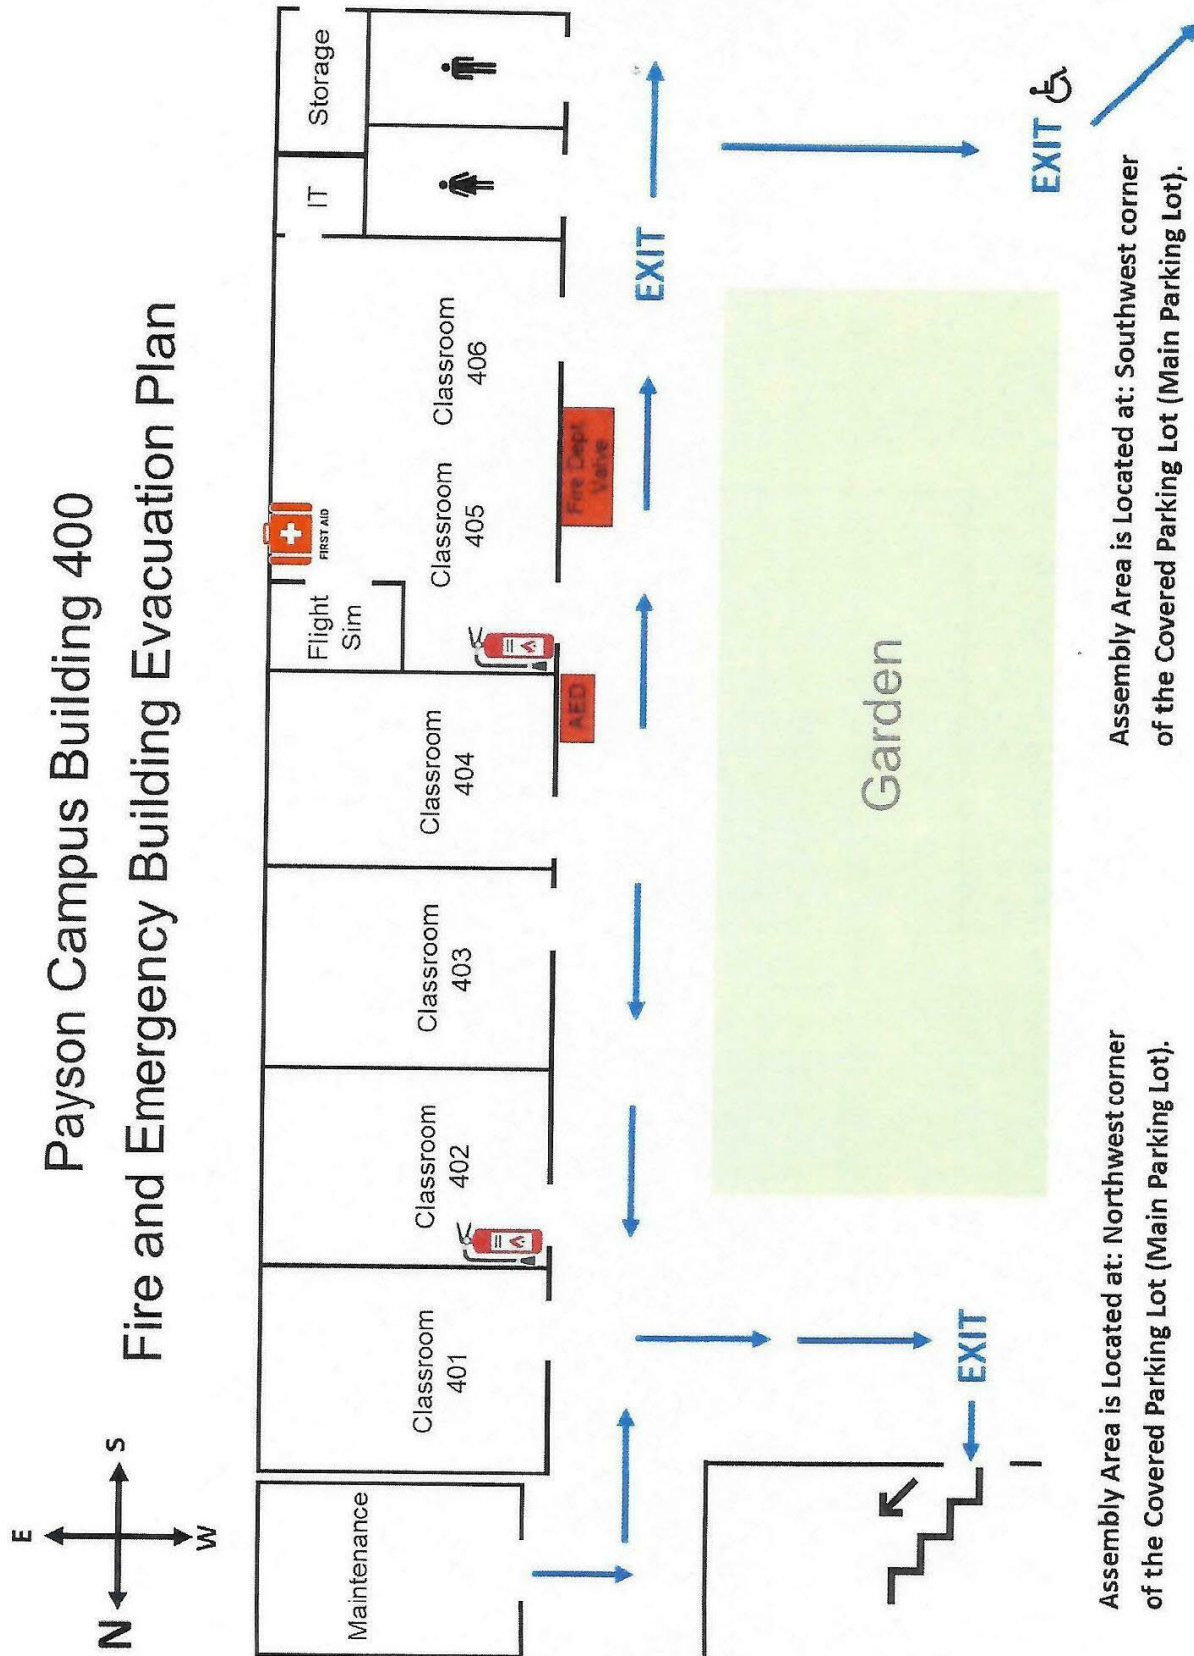 Payson Campus Building 400
Fire and Emergency Building Evacuation Plan
E
N
S
W
Maintenance
Classroom
401
Classroom
402
Classroom
403
Classroom
404
Flight
Sim
FIRST AID
Classroom
405
Classroom
406
IT
Storage
AED
Fire Dept
Valve
EXIT
Garden
EXIT
EXIT
Assembly Area is Located at: Northwest corner
of the Covered Parking Lot (Main Parking Lot).
Assembly Area is Located at: Southwest corner
of the Covered Parking Lot (Main Parking Lot).